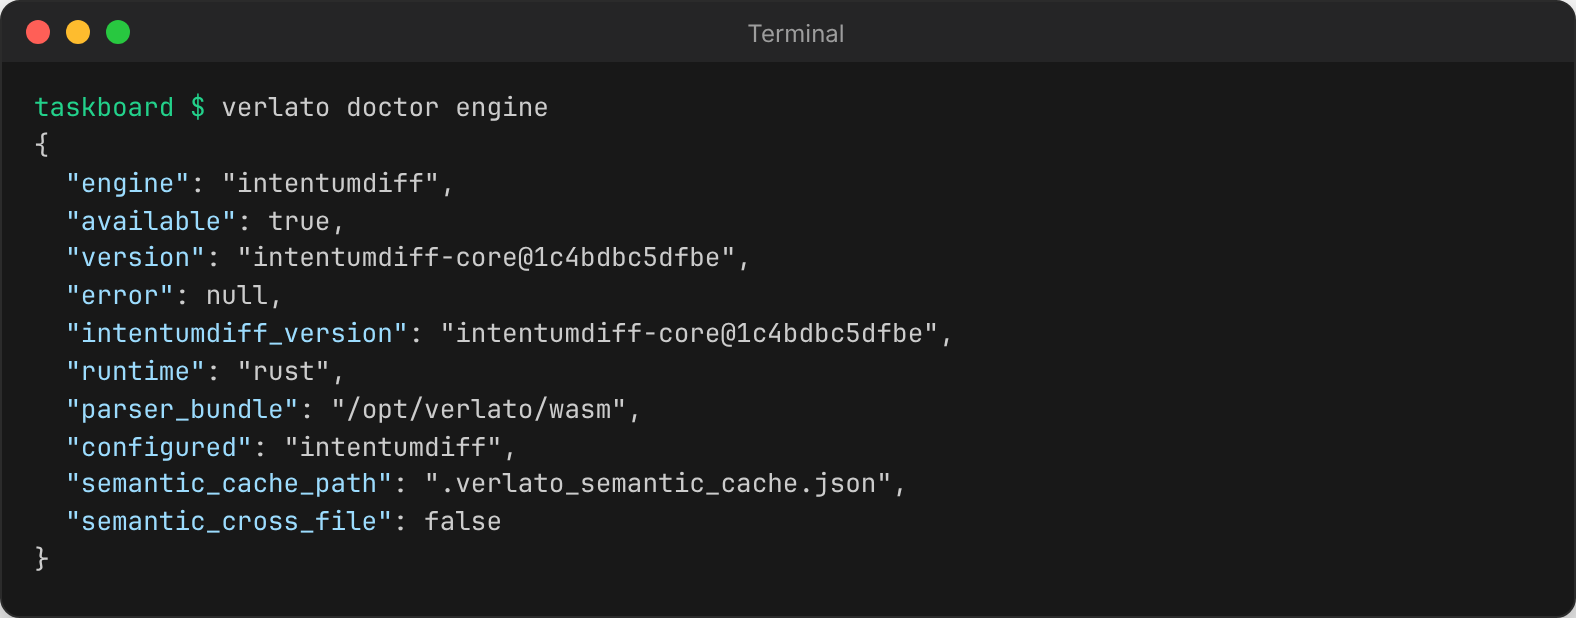 Terminal
taskboard $ verlato doctor engine
{
  "engine": "intentumdiff",
  "available": true,
  "version": "intentumdiff-core@1c4bdbc5dfbe",
  "error": null,
  "intentumdiff_version": "intentumdiff-core@1c4bdbc5dfbe",
  "runtime": "rust",
  "parser_bundle": "/opt/verlato/wasm",
  "configured": "intentumdiff",
  "semantic_cache_path": ".verlato_semantic_cache.json",
  "semantic_cross_file": false
}